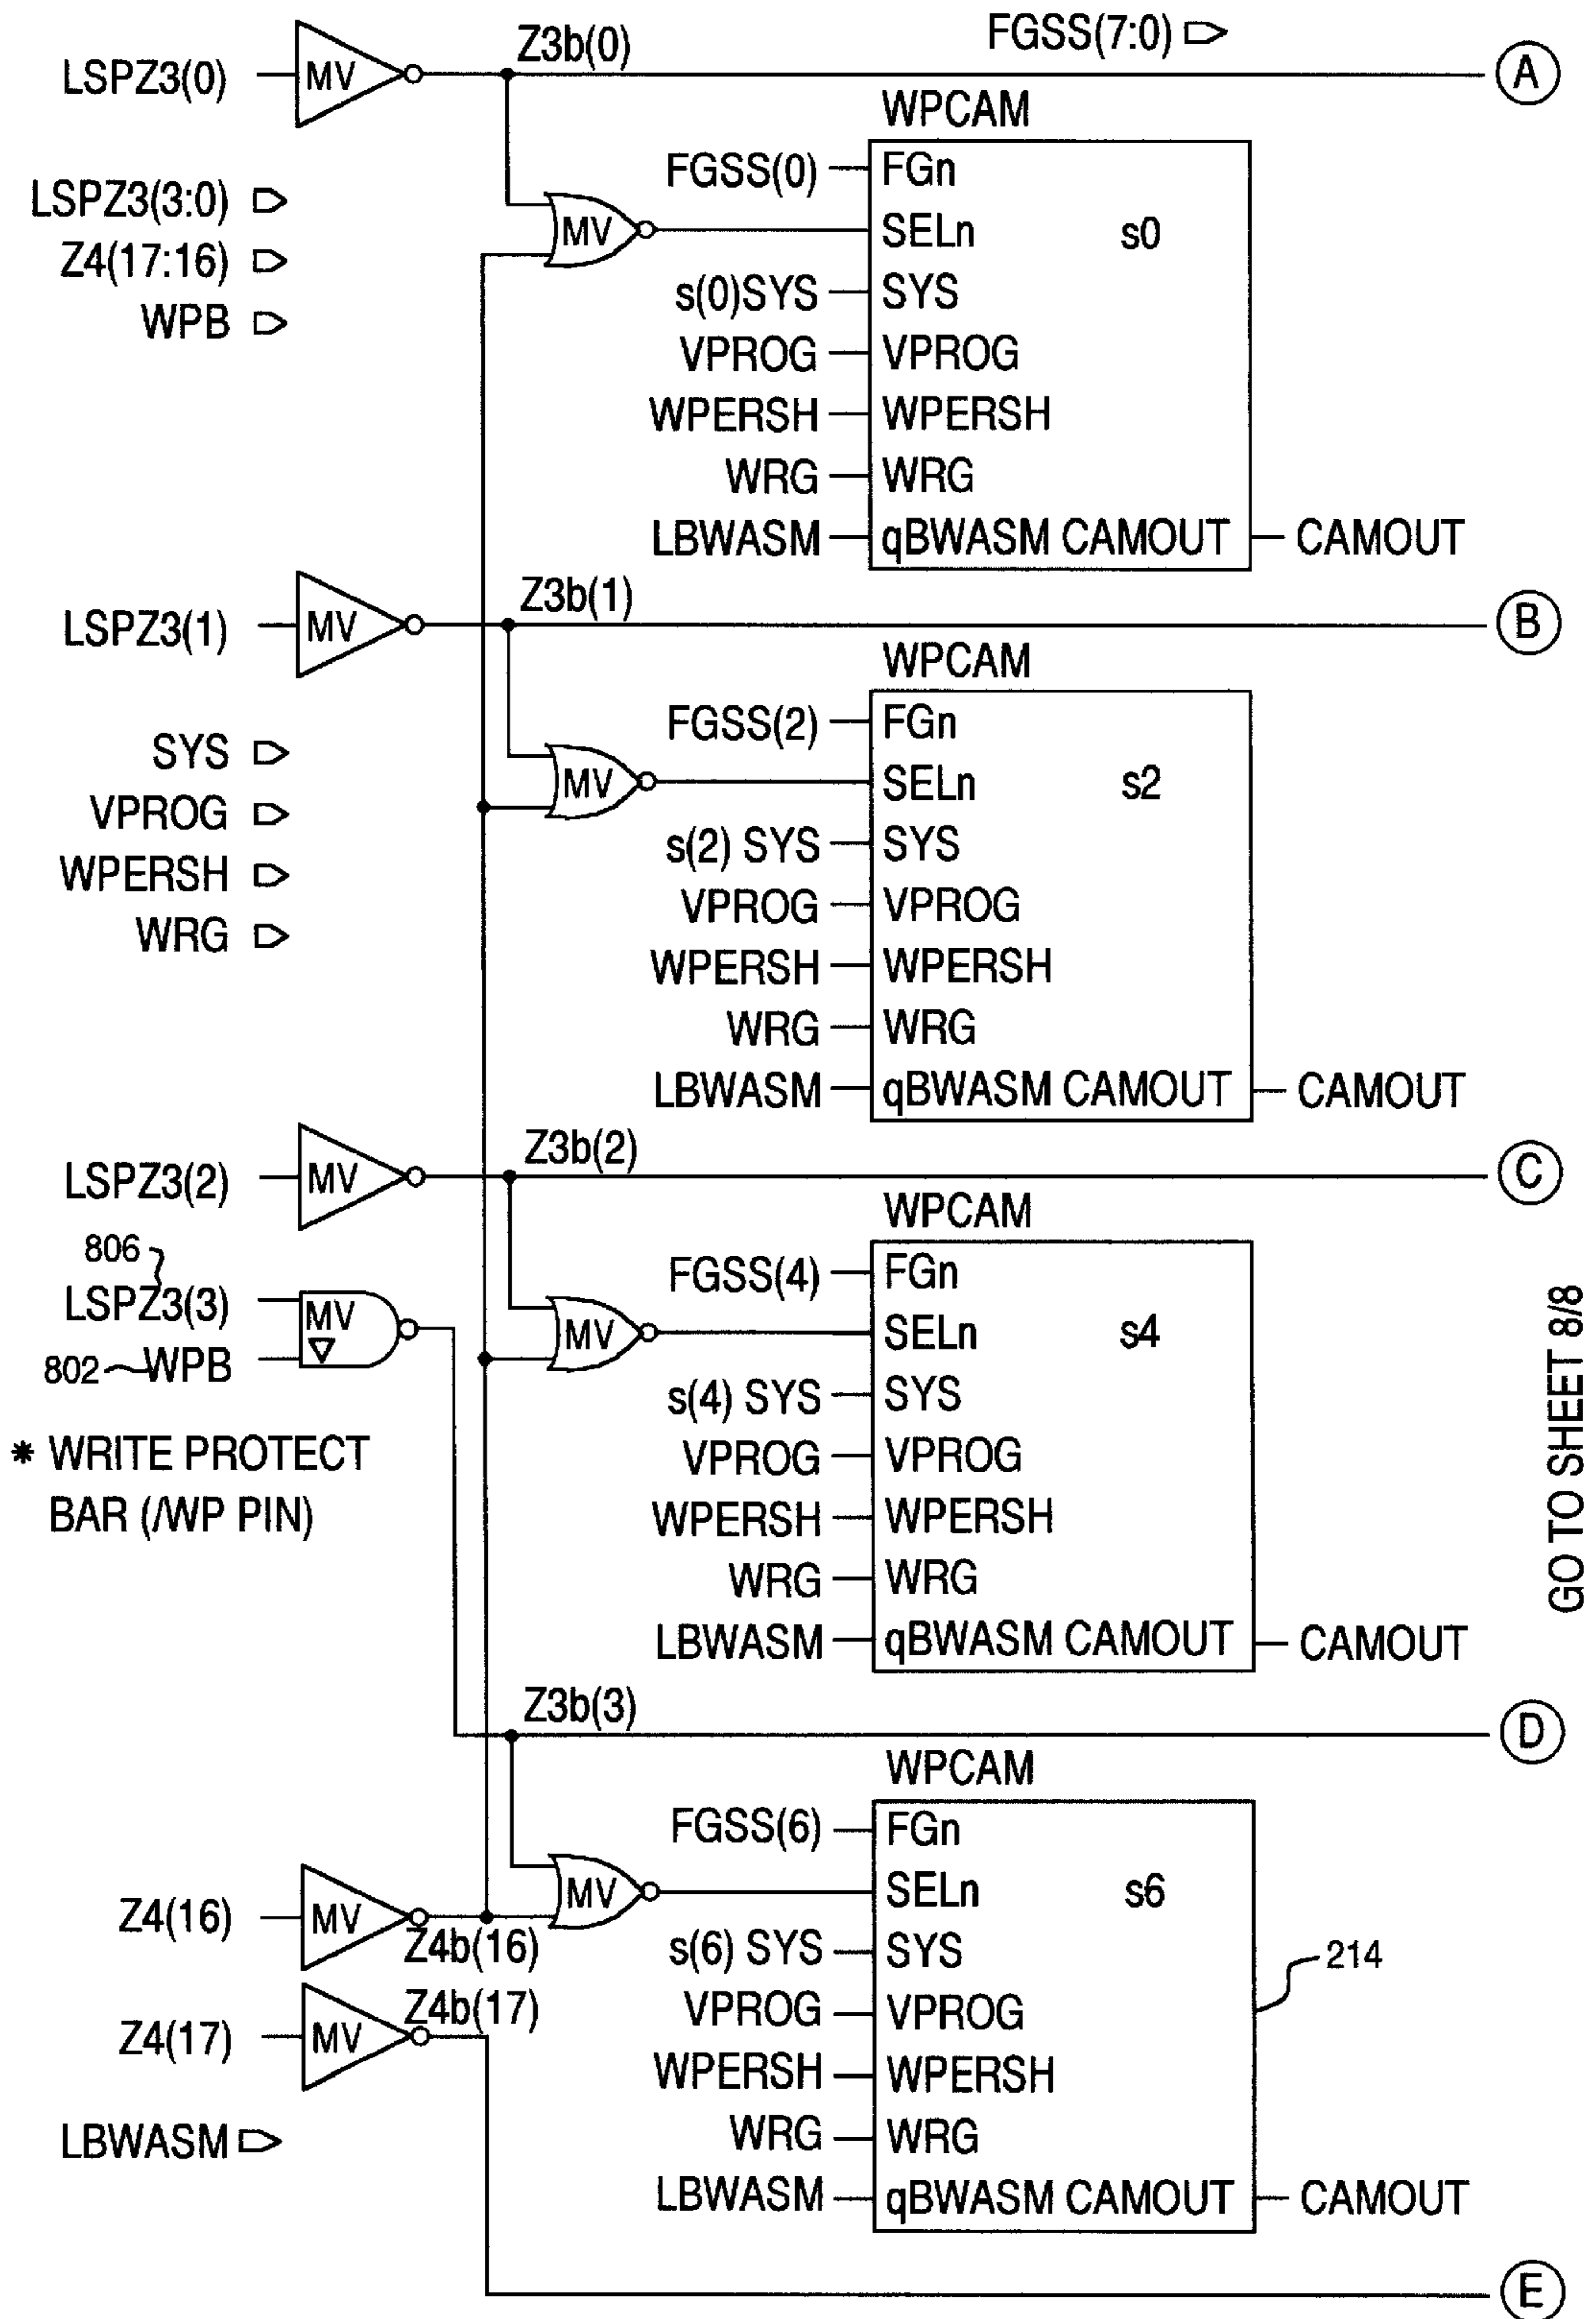 FGSS(7:0)
LSPZ3(0)
MV
Z3b(0)
A
LSPZ3(3:0)
Z4(17:16)
WPB
MV
WPCAM
FGSS(0) FGn
SELn s0
s(0)SYS SYS
VPROG VPROG
WPERSH WPERSH
WRG WRG
LBWASM qBWASM CAMOUT CAMOUT
LSPZ3(1)
MV
Z3b(1)
B
SYS
VPROG
WPERSH
WRG
MV
WPCAM
FGSS(2) FGn
SELn s2
s(2) SYS SYS
VPROG VPROG
WPERSH WPERSH
WRG WRG
LBWASM qBWASM CAMOUT CAMOUT
LSPZ3(2)
MV
Z3b(2)
C
806
LSPZ3(3)
MV
802 WPB
* WRITE PROTECT
BAR (/WP PIN)
MV
WPCAM
FGSS(4) FGn
SELn s4
s(4) SYS SYS
VPROG VPROG
WPERSH WPERSH
WRG WRG
LBWASM qBWASM CAMOUT CAMOUT
GO TO SHEET 8/8
Z3b(3)
D
Z4(16)
MV
Z4b(16)
Z4(17)
MV
Z4b(17)
LBWASM
MV
WPCAM
FGSS(6) FGn
SELn s6
s(6) SYS SYS
214
VPROG VPROG
WPERSH WPERSH
WRG WRG
LBWASM qBWASM CAMOUT CAMOUT
E